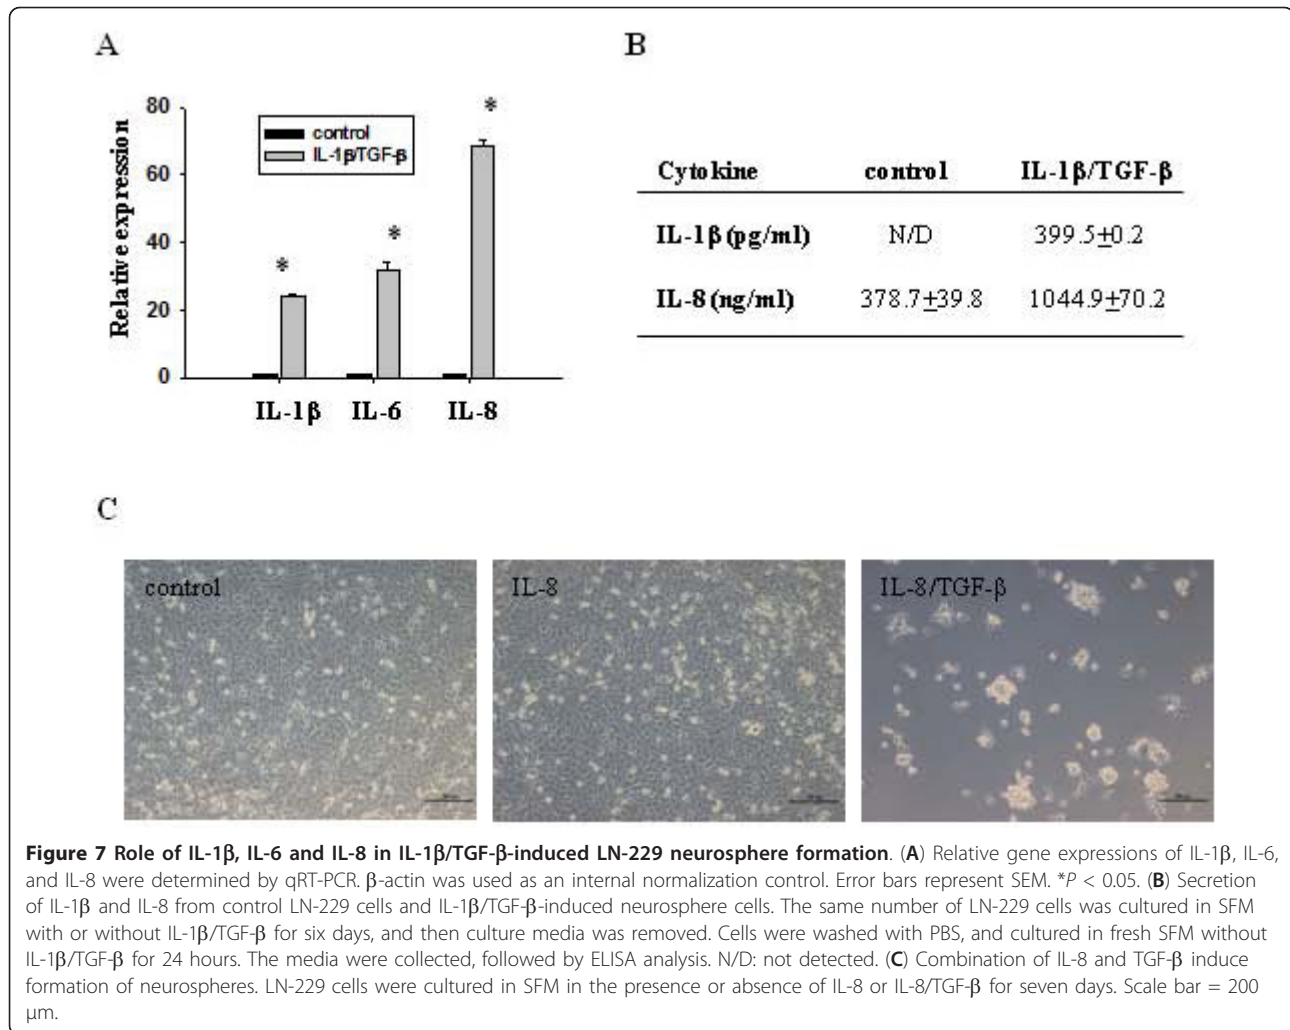 A
Relative expression
80
60
40
20
0
control
IL-1β/TGF-β
*
*
*
IL-1β IL-6 IL-8
B
Cytokine control IL-1β/TGF-β
IL-1β (pg/ml) N/D 399.5±0.2
IL-8 (ng/ml) 378.7±39.8 1044.9±70.2
C
control
IL-8
IL-8/TGF-β
Figure 7 Role of IL-1β, IL-6 and IL-8 in IL-1β/TGF-β-induced LN-229 neurosphere formation. (A) Relative gene expressions of IL-1β, IL-6,
and IL-8 were determined by qRT-PCR. β-actin was used as an internal normalization control. Error bars represent SEM. *P < 0.05. (B) Secretion
of IL-1β and IL-8 from control LN-229 cells and IL-1β/TGF-β-induced neurosphere cells. The same number of LN-229 cells was cultured in SFM
with or without IL-1β/TGF-β for six days, and then culture media was removed. Cells were washed with PBS, and cultured in fresh SFM without
IL-1β/TGF-β for 24 hours. The media were collected, followed by ELISA analysis. N/D: not detected. (C) Combination of IL-8 and TGF-β induce
formation of neurospheres. LN-229 cells were cultured in SFM in the presence or absence of IL-8 or IL-8/TGF-β for seven days. Scale bar = 200
μm.